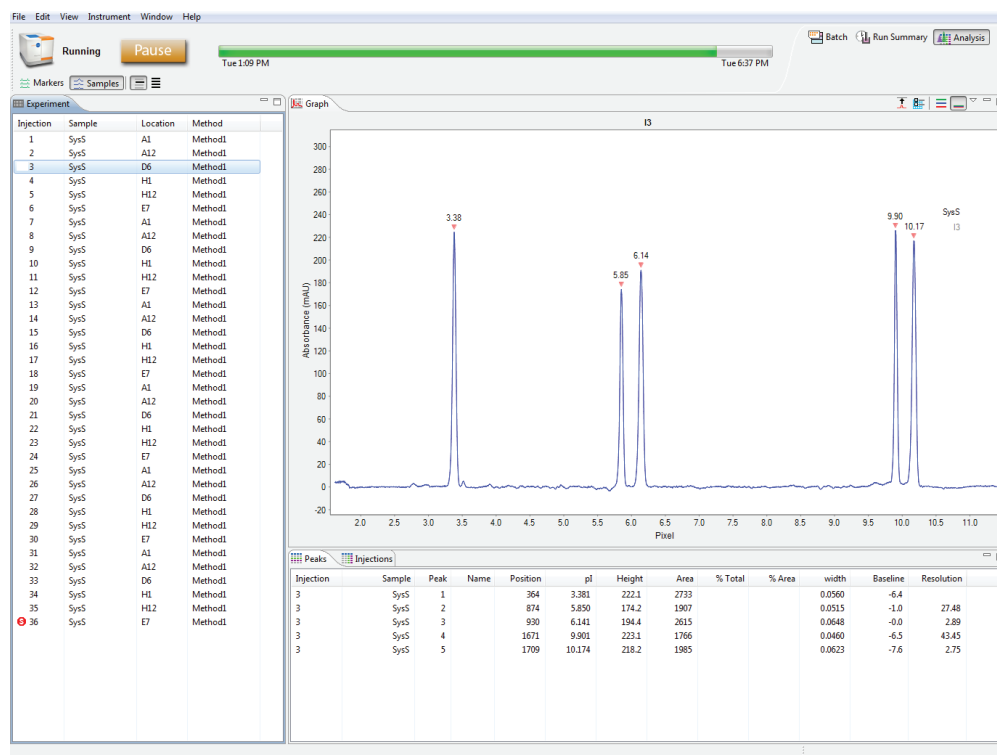 File Edit View Instrument Window Help
Running Pause
Tue 1:09 PM Tue 6:37 PM
Batch Run Summary Analysis
Markers Samples
Experiment
Injection Sample Location Method
1 SysS A1 Method1
2 SysS A12 Method1
3 SysS D6 Method1
4 SysS H1 Method1
5 SysS H12 Method1
6 SysS E7 Method1
7 SysS A1 Method1
8 SysS A12 Method1
9 SysS D6 Method1
10 SysS H1 Method1
11 SysS H12 Method1
12 SysS E7 Method1
13 SysS A1 Method1
14 SysS A12 Method1
15 SysS D6 Method1
16 SysS H1 Method1
17 SysS H12 Method1
18 SysS E7 Method1
19 SysS A1 Method1
20 SysS A12 Method1
21 SysS D6 Method1
22 SysS H1 Method1
23 SysS H12 Method1
24 SysS E7 Method1
25 SysS A1 Method1
26 SysS A12 Method1
27 SysS D6 Method1
28 SysS H1 Method1
29 SysS H12 Method1
30 SysS E7 Method1
31 SysS A1 Method1
32 SysS A12 Method1
33 SysS D6 Method1
34 SysS H1 Method1
35 SysS H12 Method1
S 36 SysS E7 Method1
Graph
I3
300
280
260
240
220
200
180
160
140
120
100
80
60
40
20
0
-20
Absorbance (mAU)
3.38
5.85
6.14
9.90
10.17
SysS
I3
2.0 2.5 3.0 3.5 4.0 4.5 5.0 5.5 6.0 6.5 7.0 7.5 8.0 8.5 9.0 9.5 10.0 10.5 11.0
Pixel
Peaks Injections
Injection Sample Peak Name Position pI Height Area % Total % Area width Baseline Resolution
3 SysS 1 364 3.381 222.1 2733 0.0560 -6.4
3 SysS 2 874 5.850 174.2 1907 0.0515 -1.0 27.48
3 SysS 3 930 6.141 194.4 2615 0.0648 -0.0 2.89
3 SysS 4 1671 9.901 223.1 1766 0.0460 -6.5 43.45
3 SysS 5 1709 10.174 218.2 1985 0.0623 -7.6 2.75